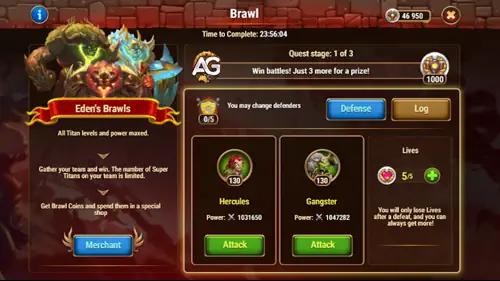 Brawl
46 950
Time to Complete: 23:56:04
Quest stage: 1 of 3
AG
Win battles! Just 3 more for a prize!
1000
Eden's Brawls
All Titan levels and power maxed.
Gather your team and win. The number of Super
Titans on your team is limited.
Get Brawl Coins and spend them in a special
shop
Merchant
0/5
You may change defenders
Defense
Log
130
Hercules
Power: 1031650
Attack
130
Gangster
Power: 1047282
Attack
Lives
5/5
You will only lose Lives
after a defeat, and you can
always get more!